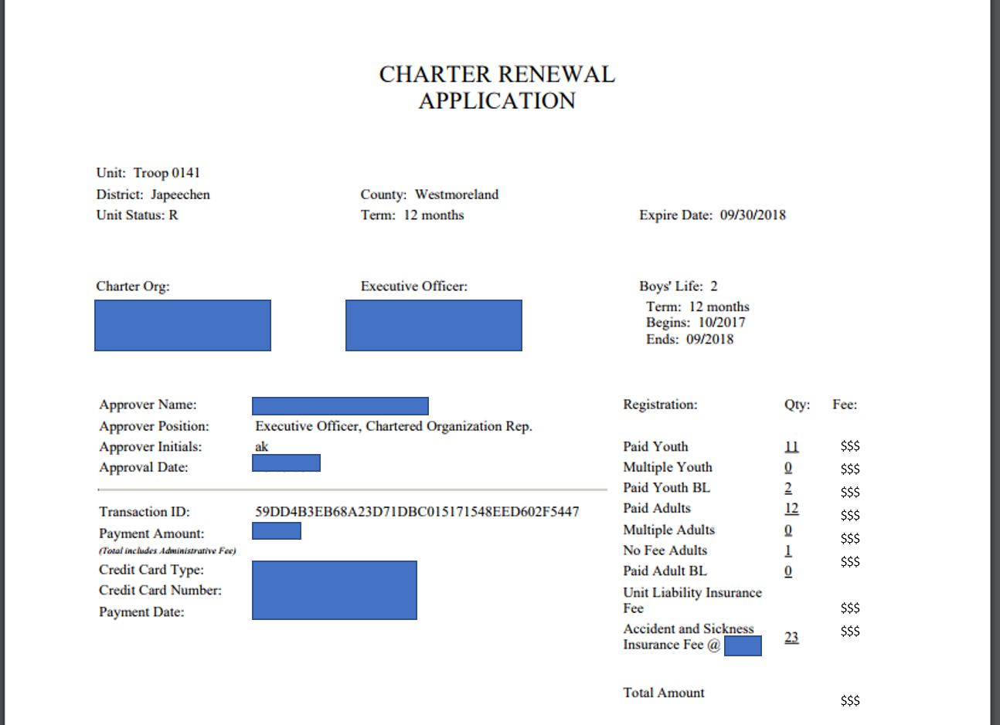 CHARTER RENEWAL
APPLICATION
Unit: Troop 0141
District: Japeechen
County: Westmoreland
Unit Status: R
Term: 12 months
Expire Date: 09/30/2018
Charter Org:
Executive Officer:
Boys' Life: 2
Term: 12 months
Begins: 10/2017
Ends: 09/2018
Approver Name:
Approver Position: Executive Officer, Chartered Organization Rep.
Approver Initials: ak
Approval Date:
Transaction ID: 59DD4B3EB68A23D71DBC015171548EED602F5447
Payment Amount:
(Total includes Administrative Fee)
Credit Card Type:
Credit Card Number:
Payment Date:
Registration: Qty: Fee:
Paid Youth 11 $$$
Multiple Youth 0 $$$
Paid Youth BL 2 $$$
Paid Adults 12 $$$
Multiple Adults 0 $$$
No Fee Adults 1 $$$
Paid Adult BL 0
Unit Liability Insurance
Fee $$$
Accident and Sickness $$$
Insurance Fee @ 23
Total Amount $$$